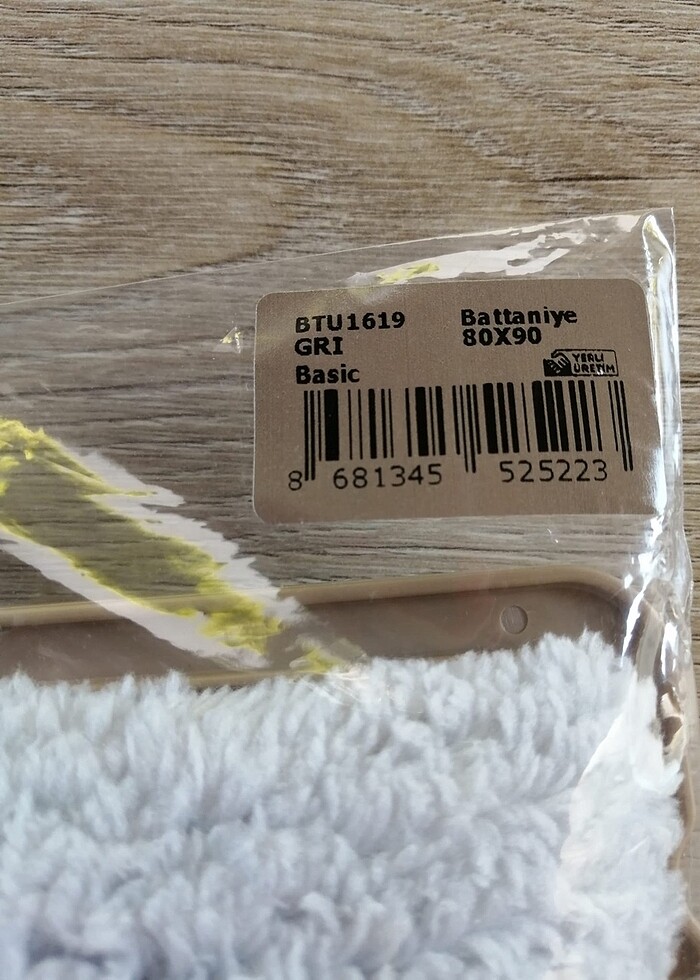 BTU1619
GRI
Basic
Battaniye
80X90
YERLİ
ÜRETİM
8 681345 525223